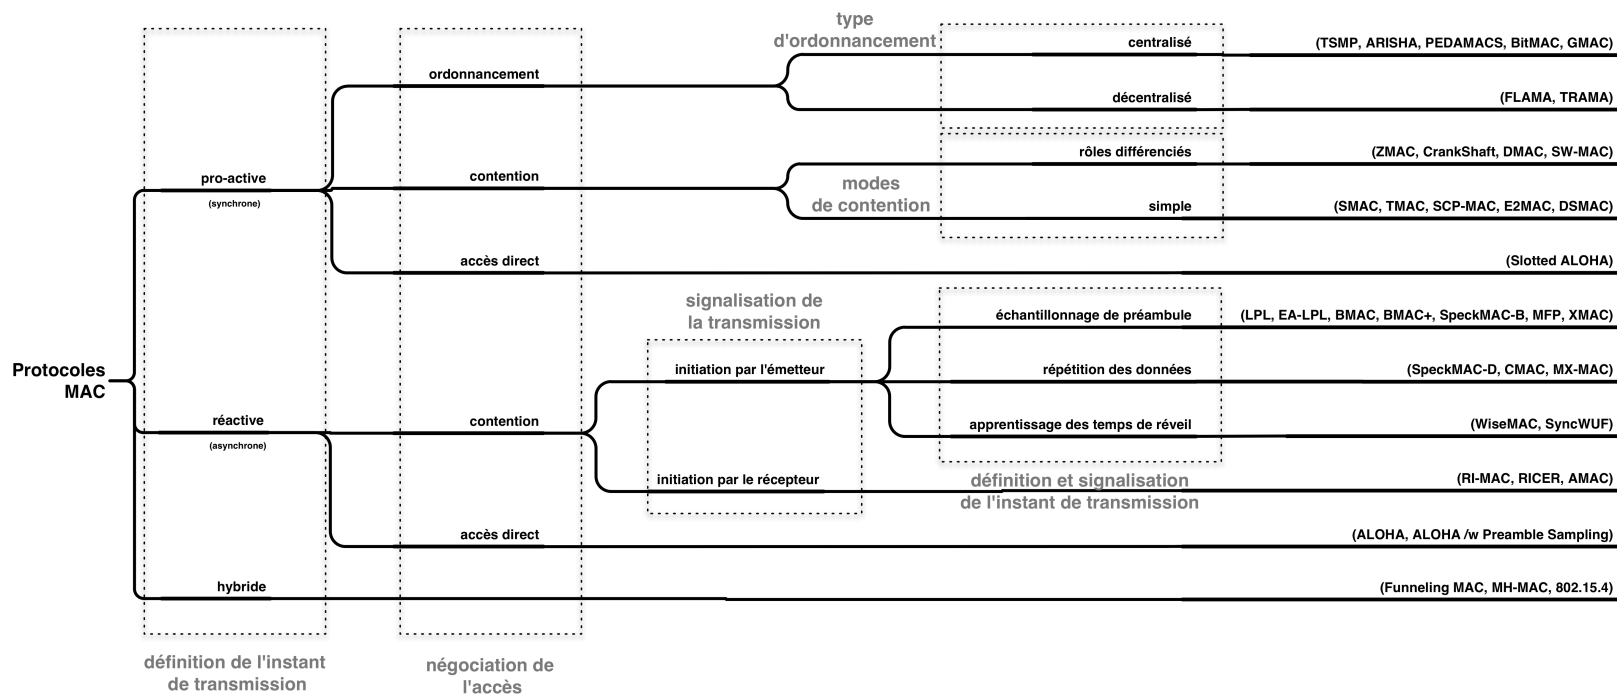 type
d'ordonnancement
centralisé
(TSMP, ARISHA, PEDAMACS, BitMAC, GMAC)
ordonnancement
décentralisé
(FLAMA, TRAMA)
rôles différenciés
(ZMAC, CrankShaft, DMAC, SW-MAC)
pro-active
(synchrone)
contention
modes
de contention
simple
(SMAC, TMAC, SCP-MAC, E2MAC, DSMAC)
accès direct
(Slotted ALOHA)
signalisation de
la transmission
échantillonnage de préambule
(LPL, EA-LPL, BMAC, BMAC+, SpeckMAC-B, MFP, XMAC)
Protocoles
MAC
initiation par l'émetteur
répétition des données
(SpeckMAC-D, CMAC, MX-MAC)
réactive
(asynchrone)
contention
apprentissage des temps de réveil
(WiseMAC, SyncWUF)
initiation par le récepteur
définition et signalisation
de l'instant de transmission
(RI-MAC, RICER, AMAC)
accès direct
(ALOHA, ALOHA /w Preamble Sampling)
hybride
(Funneling MAC, MH-MAC, 802.15.4)
définition de l'instant
de transmission
négociation de
l'accès